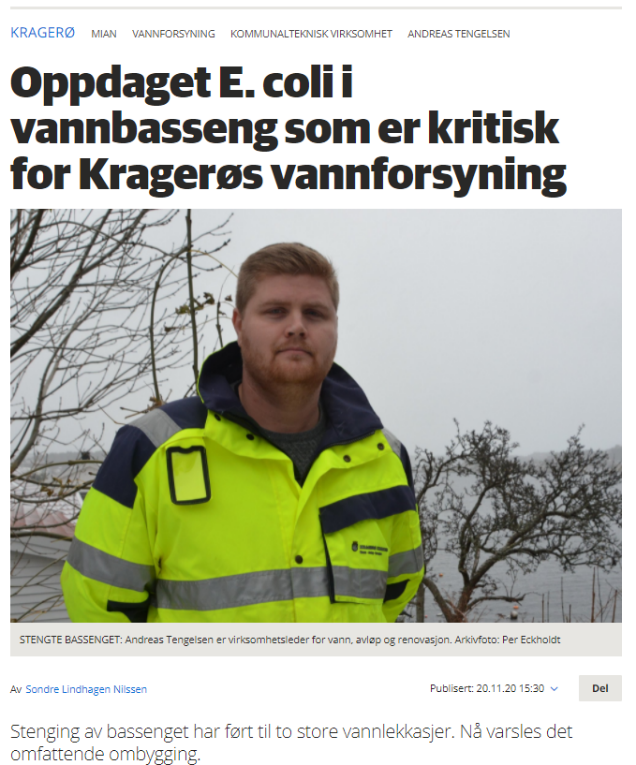 KRAGERØ MIAN VANNFORSYNING KOMMUNALTEKNISK VIRKSOMHET ANDREAS TENGELSEN
Oppdaget E. coli i
vannbasseng som er kritisk
for Kragerøs vannforsyning
STENGTE BASSENGET: Andreas Tengelsen er virksomhetsleder for vann, avløp og renovasjon. Arkivfoto: Per Eckholdt
Av Sondre Lindhagen Nilssen
Publisert: 20.11.20 15:30
Del
Stenging av bassenget har ført til to store vannlekkasjer. Nå varsles det
omfattende ombygging.